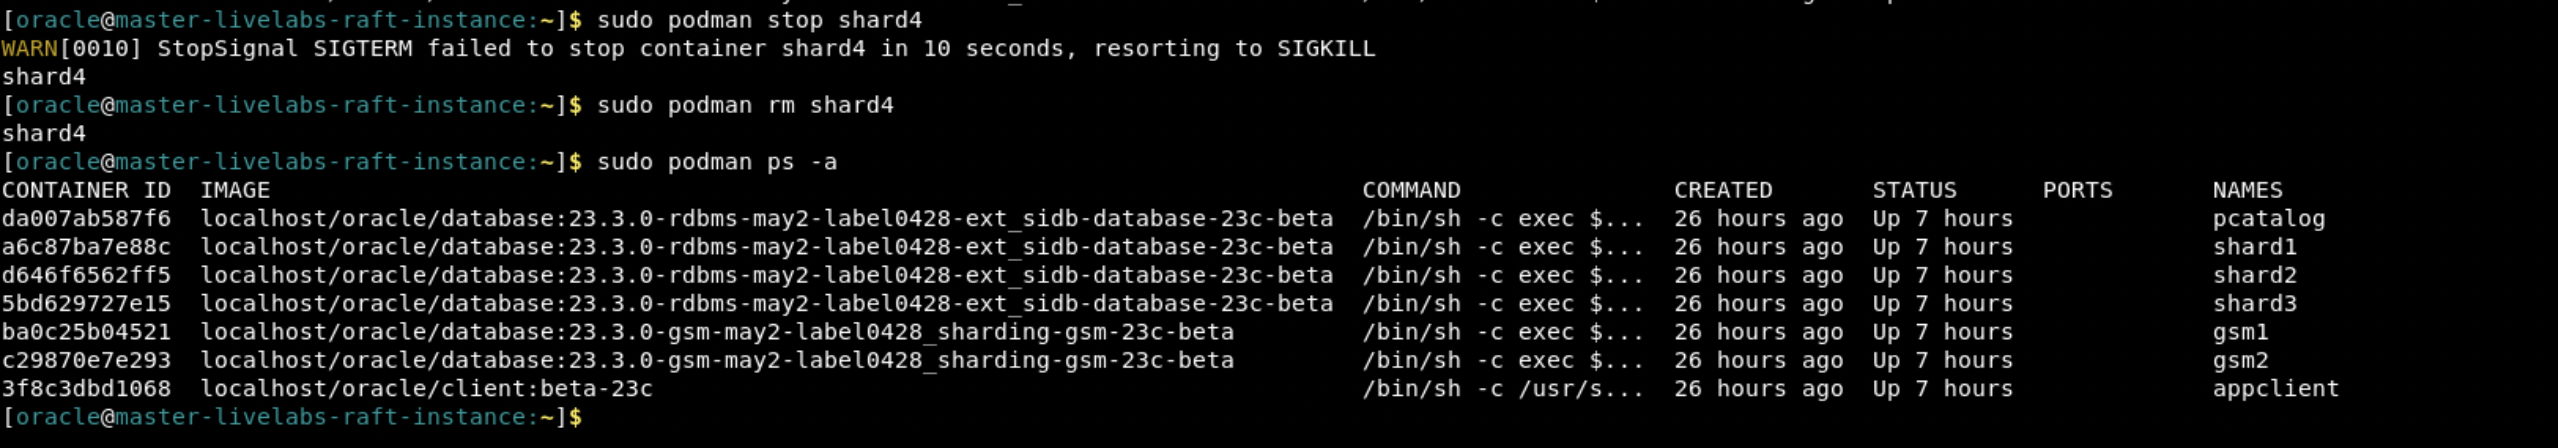 [oracle@master-livelabs-raft-instance:~]$ sudo podman stop shard4
WARN[0010] StopSignal SIGTERM failed to stop container shard4 in 10 seconds, resorting to SIGKILL
shard4
[oracle@master-livelabs-raft-instance:~]$ sudo podman rm shard4
shard4
[oracle@master-livelabs-raft-instance:~]$ sudo podman ps -a
CONTAINER ID  IMAGE  COMMAND  CREATED  STATUS  PORTS  NAMES
da007ab587f6  localhost/oracle/database:23.3.0-rdbms-may2-label0428-ext_sidb-database-23c-beta  /bin/sh -c exec $...  26 hours ago  Up 7 hours  pcatalog
a6c87ba7e88c  localhost/oracle/database:23.3.0-rdbms-may2-label0428-ext_sidb-database-23c-beta  /bin/sh -c exec $...  26 hours ago  Up 7 hours  shard1
d646f6562ff5  localhost/oracle/database:23.3.0-rdbms-may2-label0428-ext_sidb-database-23c-beta  /bin/sh -c exec $...  26 hours ago  Up 7 hours  shard2
5bd629727e15  localhost/oracle/database:23.3.0-rdbms-may2-label0428-ext_sidb-database-23c-beta  /bin/sh -c exec $...  26 hours ago  Up 7 hours  shard3
ba0c25b04521  localhost/oracle/database:23.3.0-gsm-may2-label0428_sharding-gsm-23c-beta  /bin/sh -c exec $...  26 hours ago  Up 7 hours  gsm1
c29870e7e293  localhost/oracle/database:23.3.0-gsm-may2-label0428_sharding-gsm-23c-beta  /bin/sh -c exec $...  26 hours ago  Up 7 hours  gsm2
3f8c3dbd1068  localhost/oracle/client:beta-23c  /bin/sh -c /usr/s...  26 hours ago  Up 7 hours  appclient
[oracle@master-livelabs-raft-instance:~]$